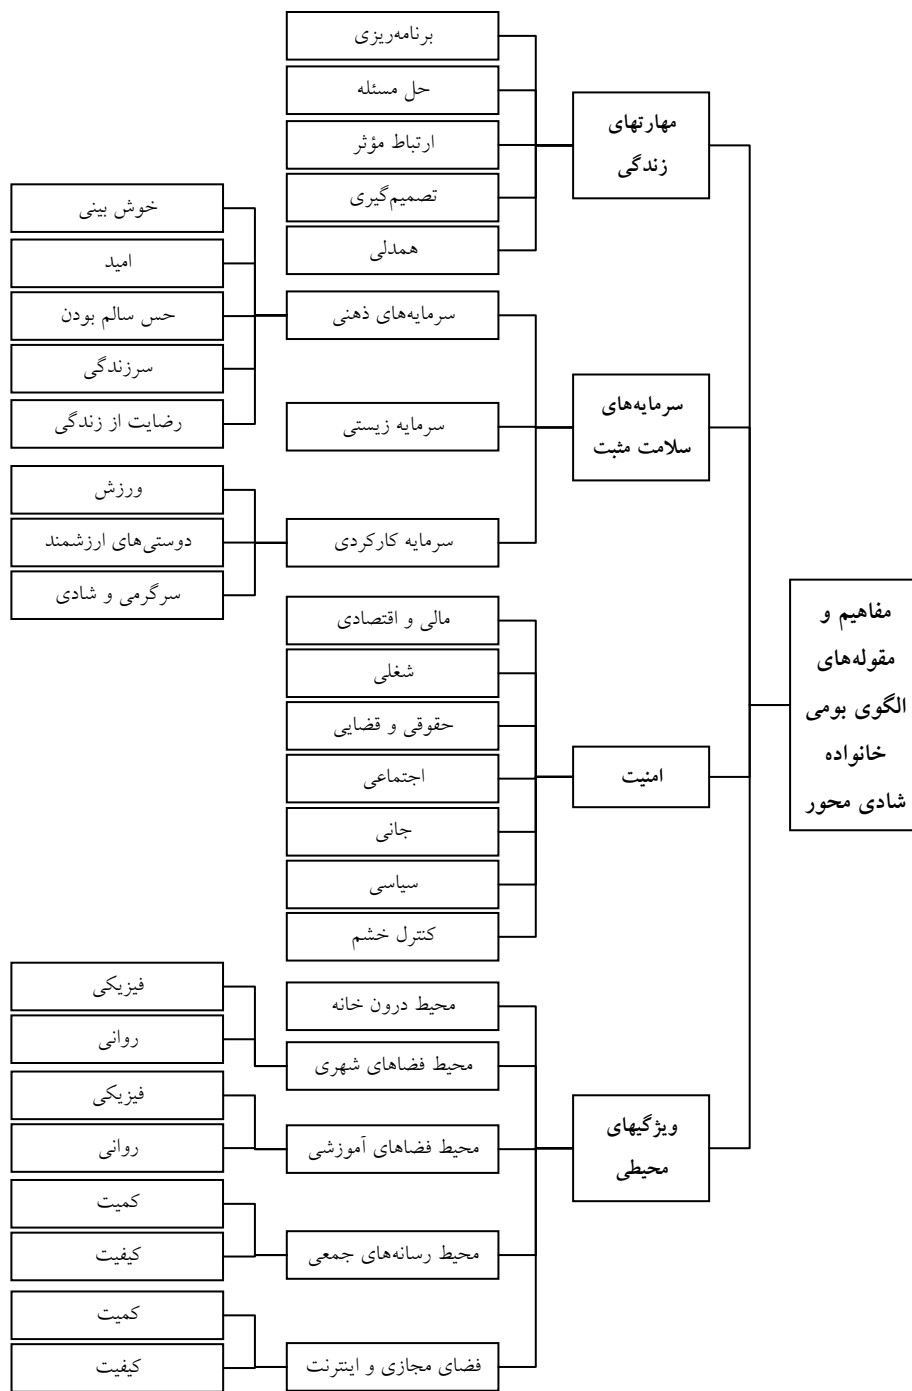 مفاهیم و
مقوله‌های
الگوی بومی
خانواده
شادی محور
مهارتهای
زندگی
برنامه‌ریزی
حل مسئله
ارتباط مؤثر
تصمیم‌گیری
همدلی
سرمایه‌های
سلامت مثبت
سرمایه‌های ذهنی
خوش بینی
امید
حس سالم بودن
سرزندگی
رضایت از زندگی
سرمایه زیستی
سرمایه کارکردی
ورزش
دوستی‌های ارزشمند
سرگرمی و شادی
امنیت
مالی و اقتصادی
شغلی
حقوقی و قضایی
اجتماعی
جانی
سیاسی
کنترل خشم
ویژگیهای
محیطی
محیط درون خانه
محیط فضاهای شهری
فیزیکی
روانی
محیط فضاهای آموزشی
فیزیکی
روانی
محیط رسانه‌های جمعی
کمیت
کیفیت
فضای مجازی و اینترنت
کمیت
کیفیت